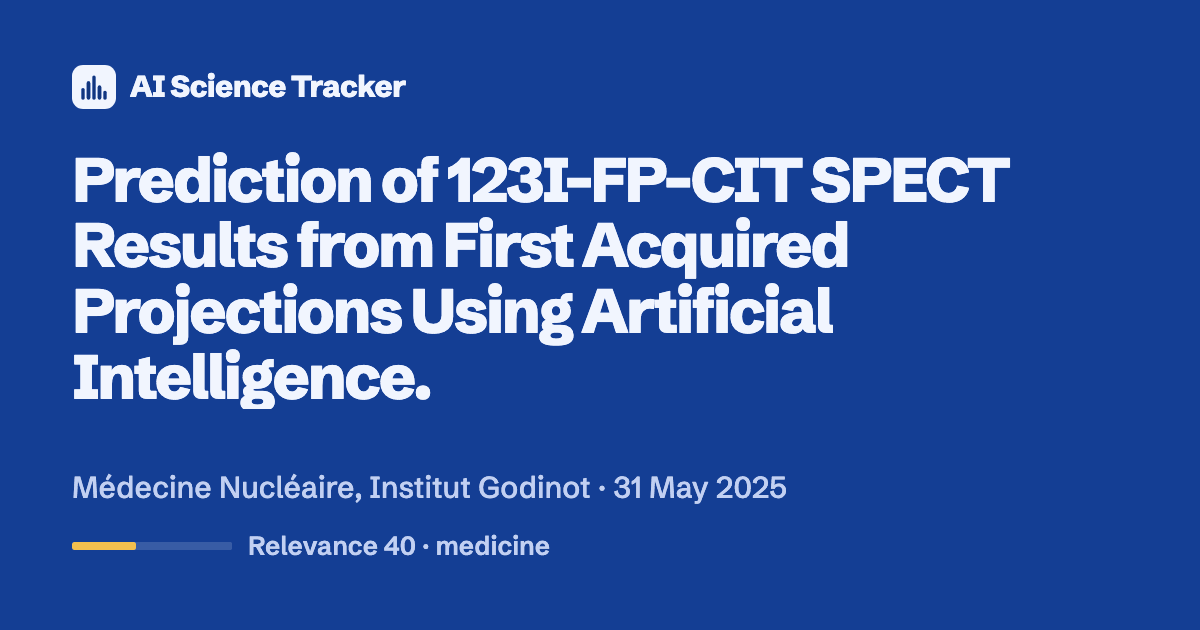 AI Science Tracker
Prediction of 123I-FP-CIT SPECT
Results from First Acquired
Projections Using Artificial
Intelligence.
Médecine Nucléaire, Institut Godinot · 31 May 2025
Relevance 40 · medicine